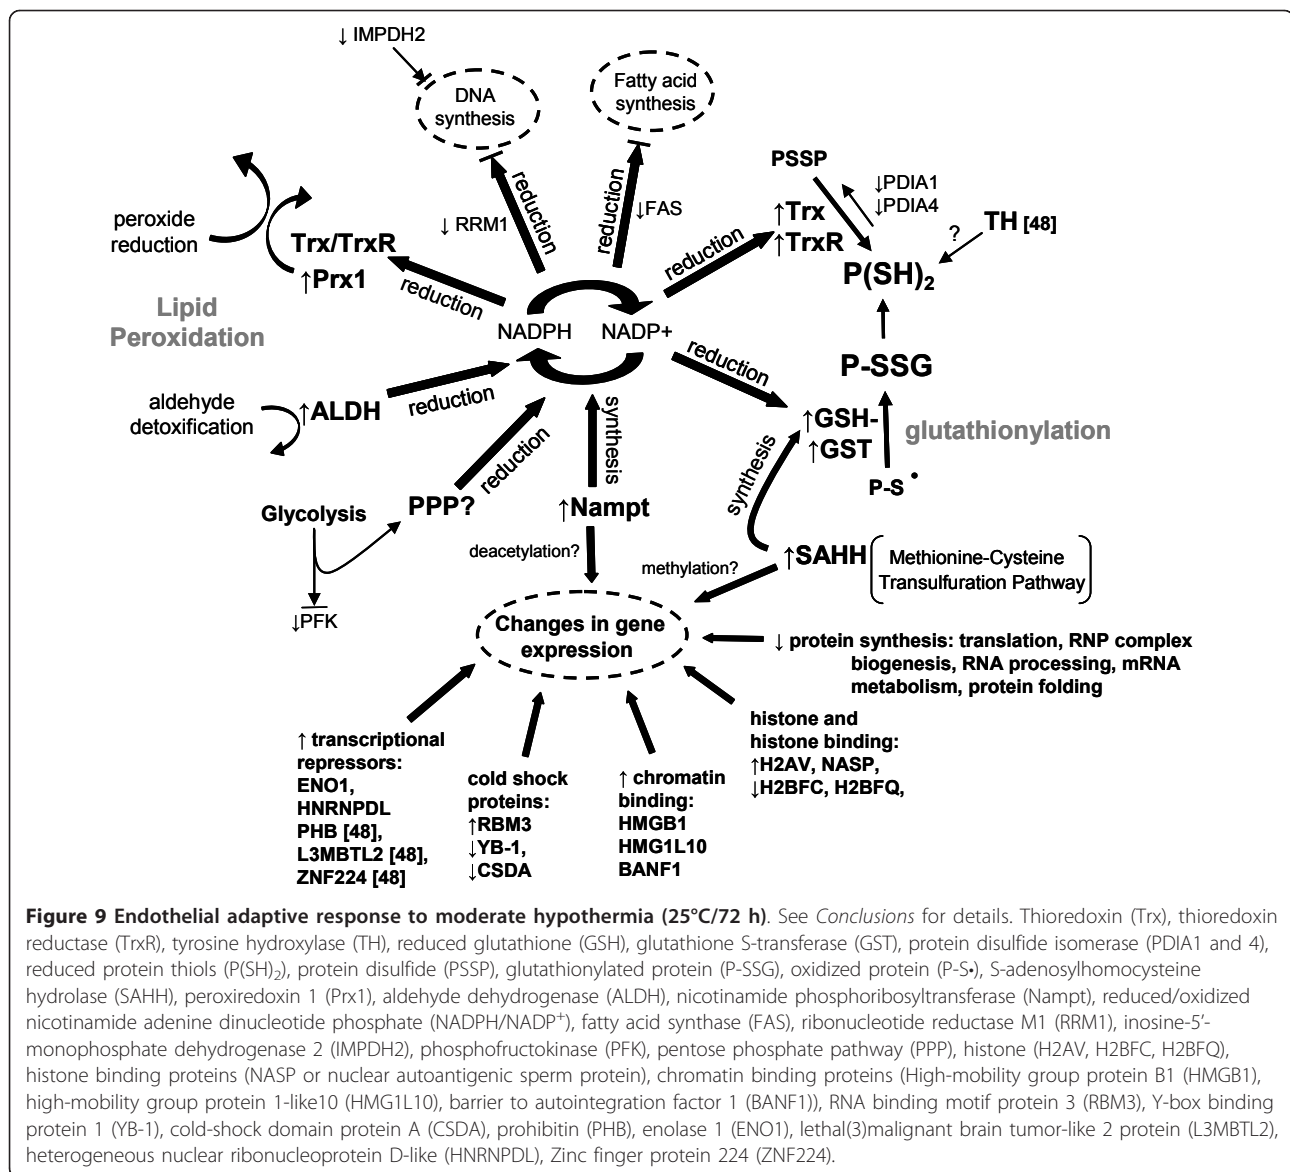 ↓ IMPDH2
DNA
synthesis
Fatty acid
synthesis
peroxide
reduction
Trx/TrxR
↑Prx1
reduction
↓ RRM1
reduction
reduction
↓FAS
reduction
↑Trx
↑TrxR
PSSP
↓PDIA1
↓PDIA4
?
TH [48]
P(SH)2
Lipid
Peroxidation
NADPH
NADP+
reduction
P-SSG
aldehyde
detoxification
↑ALDH
reduction
↑GSH-
↑GST
glutathionylation
P-S•
synthesis
Glycolysis
PPP?
reduction
synthesis
↑Nampt
↓PFK
deacetylation?
methylation?
↑SAHH
Methionine-Cysteine
Transulfuration Pathway
Changes in gene
expression
↓ protein synthesis: translation, RNP complex
biogenesis, RNA processing, mRNA
metabolism, protein folding
↑ transcriptional
repressors:
ENO1,
HNRNPDL
PHB [48],
L3MBTL2 [48],
ZNF224 [48]
cold shock
proteins:
↑RBM3
↓YB-1,
↓CSDA
↑ chromatin
binding:
HMGB1
HMG1L10
BANF1
histone and
histone binding:
↑H2AV, NASP,
↓H2BFC, H2BFQ,
Figure 9 Endothelial adaptive response to moderate hypothermia (25°C/72 h). See Conclusions for details. Thioredoxin (Trx), thioredoxin
reductase (TrxR), tyrosine hydroxylase (TH), reduced glutathione (GSH), glutathione S-transferase (GST), protein disulfide isomerase (PDIA1 and 4),
reduced protein thiols (P(SH)2), protein disulfide (PSSP), glutathionylated protein (P-SSG), oxidized protein (P-S•), S-adenosylhomocysteine
hydrolase (SAHH), peroxiredoxin 1 (Prx1), aldehyde dehydrogenase (ALDH), nicotinamide phosphoribosyltransferase (Nampt), reduced/oxidized
nicotinamide adenine dinucleotide phosphate (NADPH/NADP+), fatty acid synthase (FAS), ribonucleotide reductase M1 (RRM1), inosine-5′-
monophosphate dehydrogenase 2 (IMPDH2), phosphofructokinase (PFK), pentose phosphate pathway (PPP), histone (H2AV, H2BFC, H2BFQ),
histone binding proteins (NASP or nuclear autoantigenic sperm protein), chromatin binding proteins (High-mobility group protein B1 (HMGB1),
high-mobility group protein 1-like10 (HMG1L10), barrier to autointegration factor 1 (BANF1)), RNA binding motif protein 3 (RBM3), Y-box binding
protein 1 (YB-1), cold-shock domain protein A (CSDA), prohibitin (PHB), enolase 1 (ENO1), lethal(3)malignant brain tumor-like 2 protein (L3MBTL2),
heterogeneous nuclear ribonucleoprotein D-like (HNRNPDL), Zinc finger protein 224 (ZNF224).